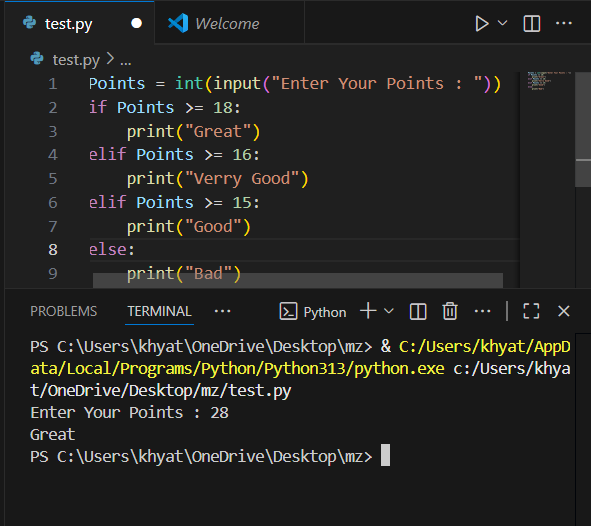 test.py
Welcome
test.py > ...
1 Points = int(input("Enter Your Points : "))
2 if Points >= 18:
3     print("Great")
4 elif Points >= 16:
5     print("Verry Good")
6 elif Points >= 15:
7     print("Good")
8 else:
9     print("Bad")
PROBLEMS TERMINAL ... Python
PS C:\Users\khyat\OneDrive\Desktop\mz> & C:/Users/khyat/AppD
ata/Local/Programs/Python/Python313/python.exe c:/Users/khya
t/OneDrive/Desktop/mz/test.py
Enter Your Points : 28
Great
PS C:\Users\khyat\OneDrive\Desktop\mz>